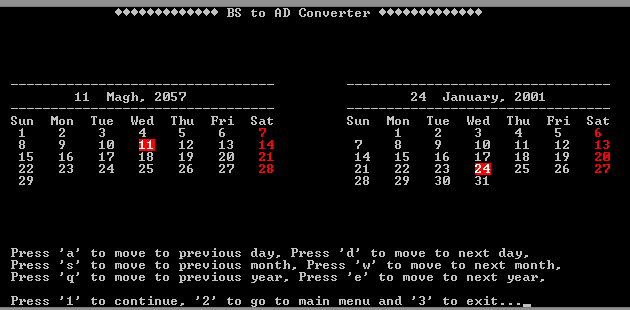 ◆◆◆◆◆◆◆◆◆◆◆◆◆ BS to AD Converter ◆◆◆◆◆◆◆◆◆◆◆◆◆
11 Magh, 2057
Sun Mon Tue Wed Thu Fri Sat
1 2 3 4 5 6 7
8 9 10 11 12 13 14
15 16 17 18 19 20 21
22 23 24 25 26 27 28
29
24 January, 2001
Sun Mon Tue Wed Thu Fri Sat
1 2 3 4 5 6
7 8 9 10 11 12 13
14 15 16 17 18 19 20
21 22 23 24 25 26 27
28 29 30 31
Press 'a' to move to previous day, Press 'd' to move to next day,
Press 's' to move to previous month, Press 'w' to move to next month,
Press 'q' to move to previous year, Press 'e' to move to next year,
Press '1' to continue, '2' to go to main menu and '3' to exit..._